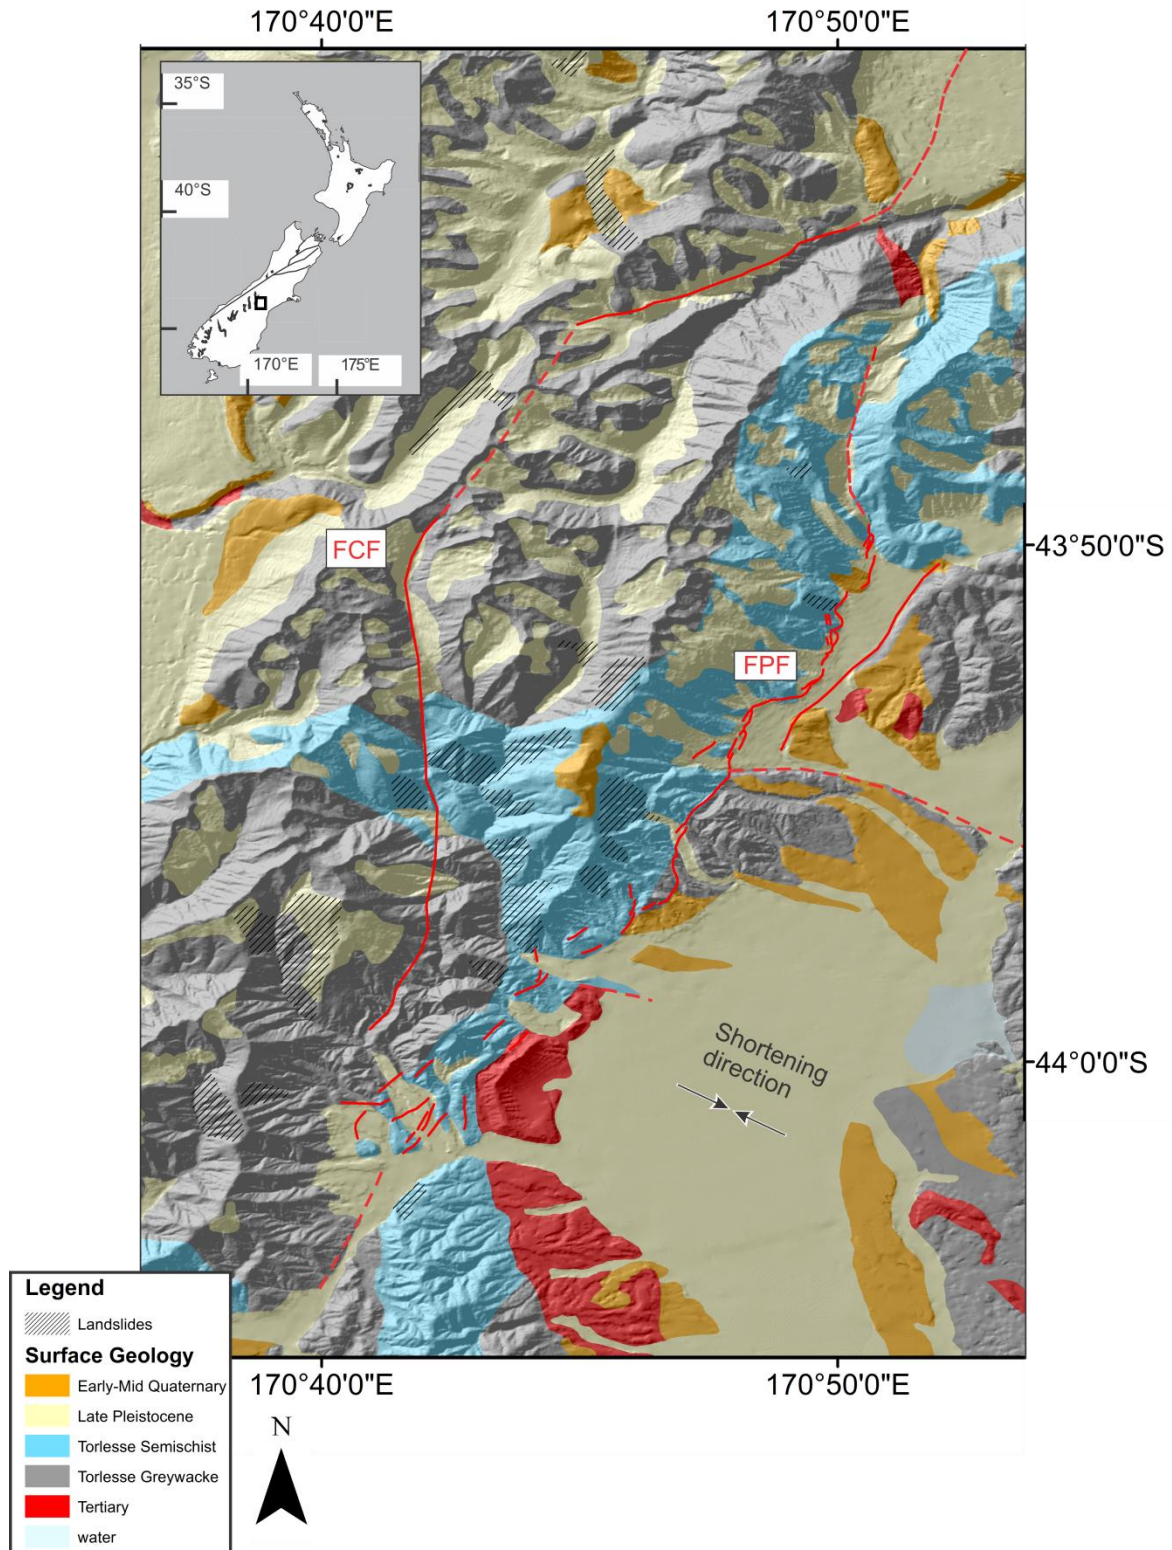 170°40'0"E 170°50'0"E
35°S
40°S
170°E 175°E
FCF
43°50'0"S
FPF
Shortening
direction
44°0'0"S
170°40'0"E 170°50'0"E
N
Legend
Landslides
Surface Geology
Early-Mid Quaternary
Late Pleistocene
Torlesse Semischist
Torlesse Greywacke
Tertiary
water